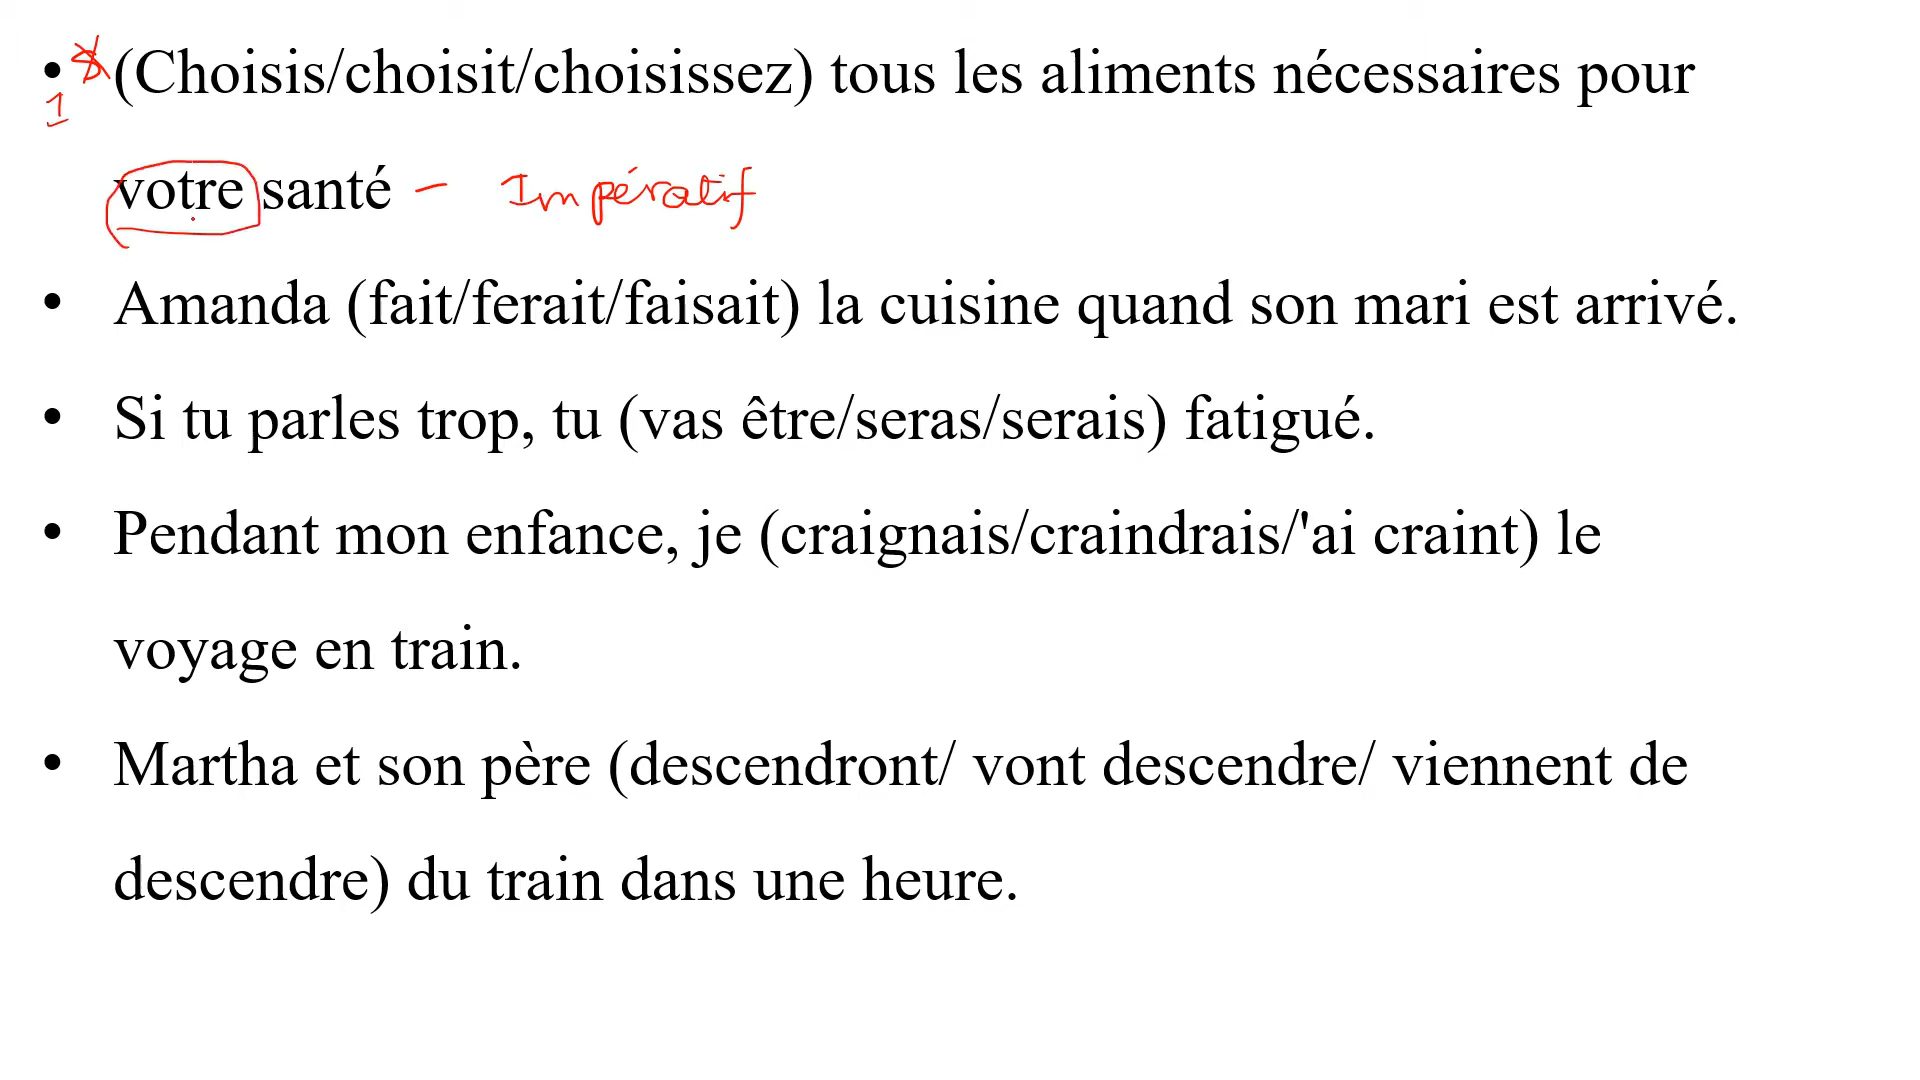 • (Choisis/choisit/choisissez) tous les aliments nécessaires pour
1
votre santé - Impératif
• Amanda (fait/ferait/faisait) la cuisine quand son mari est arrivé.
• Si tu parles trop, tu (vas être/seras/serais) fatigué.
• Pendant mon enfance, je (craignais/craindrais/'ai craint) le
voyage en train.
• Martha et son père (descendront/ vont descendre/ viennent de
descendre) du train dans une heure.